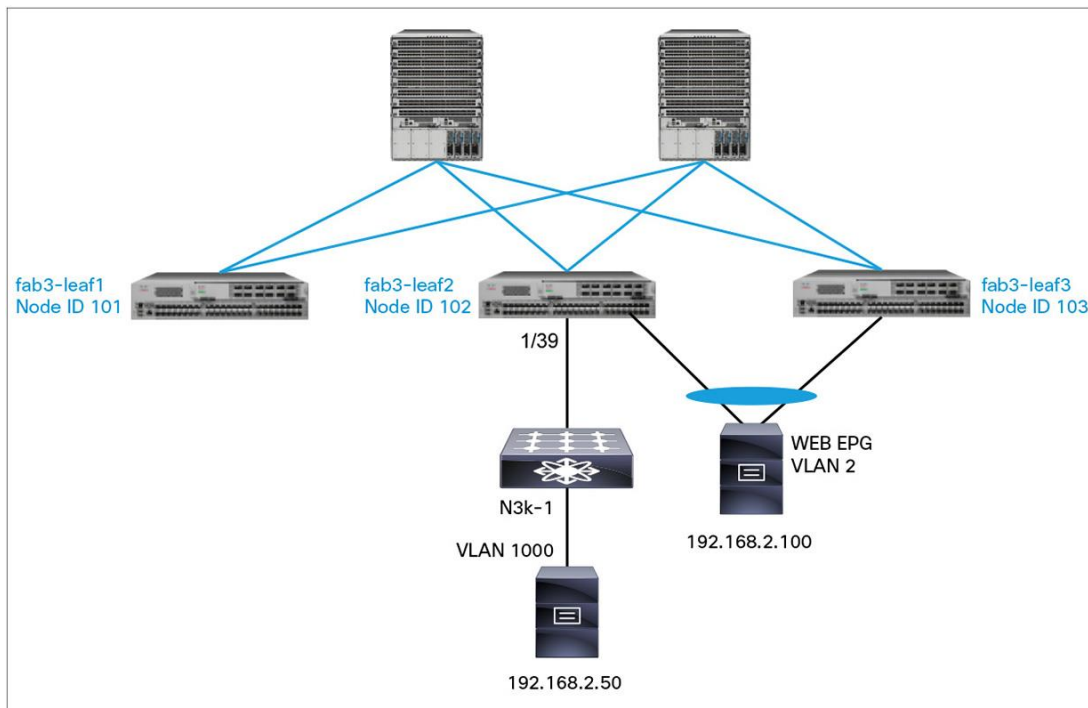 fab3-leaf1
Node ID 101
fab3-leaf2
Node ID 102
fab3-leaf3
Node ID 103
1/39
WEB EPG
VLAN 2
N3k-1
192.168.2.100
VLAN 1000
192.168.2.50